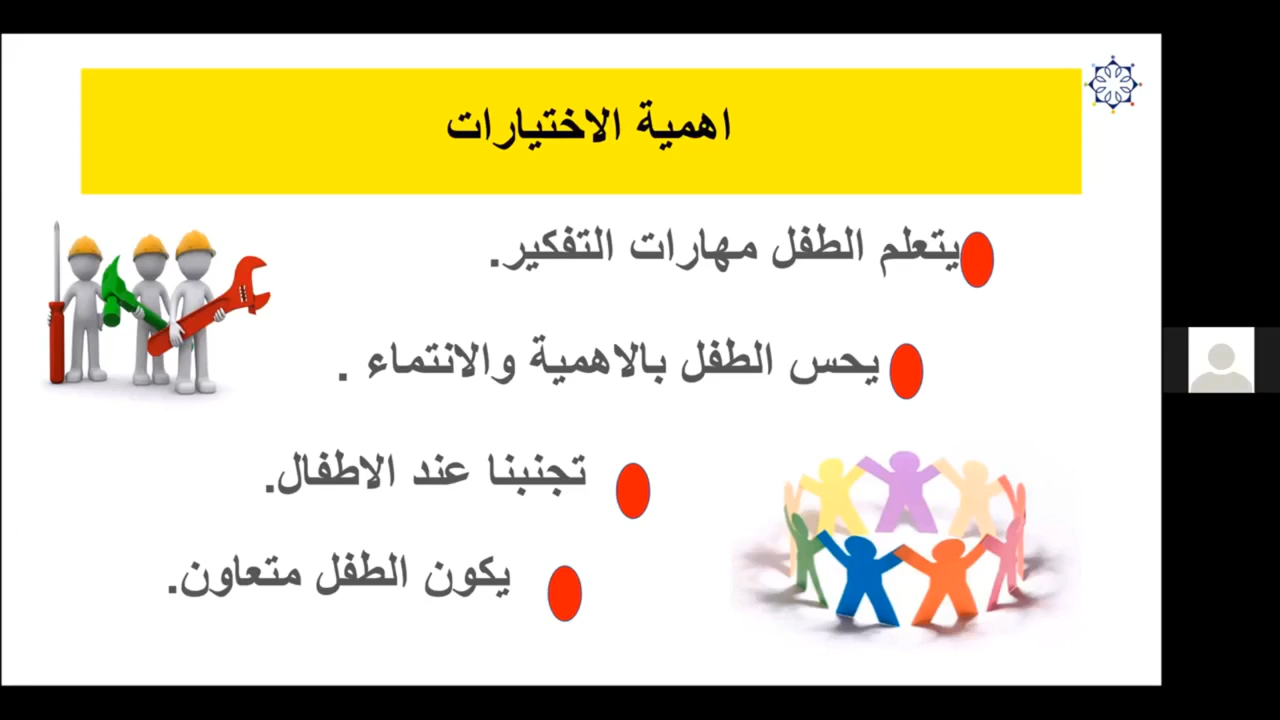 اهمية الاختيارات
يتعلم الطفل مهارات التفكير.
يحس الطفل بالاهمية والانتماء .
تجنبنا عند الاطفال.
يكون الطفل متعاون.